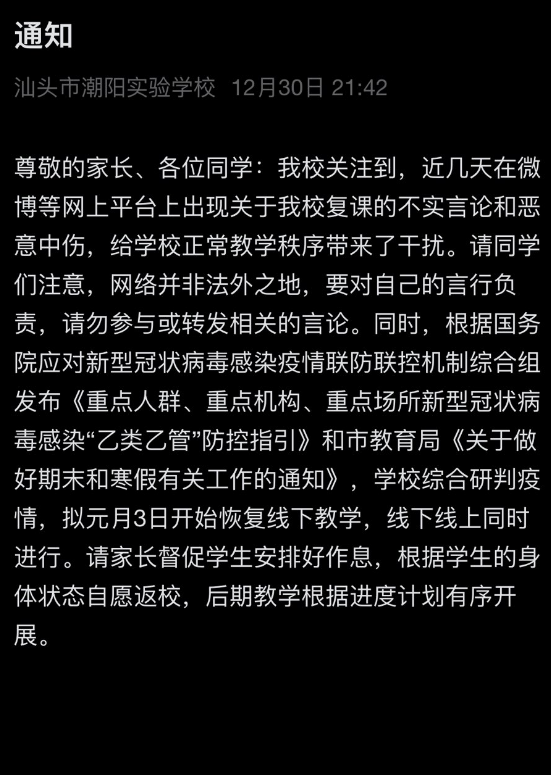 通知
汕头市潮阳实验学校 12月30日 21:42
尊敬的家长、各位同学：我校关注到，近几天在微
博等网上平台上出现关于我校复课的不实言论和恶
意中伤，给学校正常教学秩序带来了干扰。请同学
们注意，网络并非法外之地，要对自己的言行负
责，请勿参与或转发相关的言论。同时，根据国务
院应对新型冠状病毒感染疫情联防联控机制综合组
发布《重点人群、重点机构、重点场所新型冠状病
毒感染“乙类乙管”防控指引》和市教育局《关于做
好期末和寒假有关工作的通知》，学校综合研判疫
情，拟元月3日开始恢复线下教学，线下线上同时
进行。请家长督促学生安排好作息，根据学生的身
体状态自愿返校，后期教学根据进度计划有序开
展。